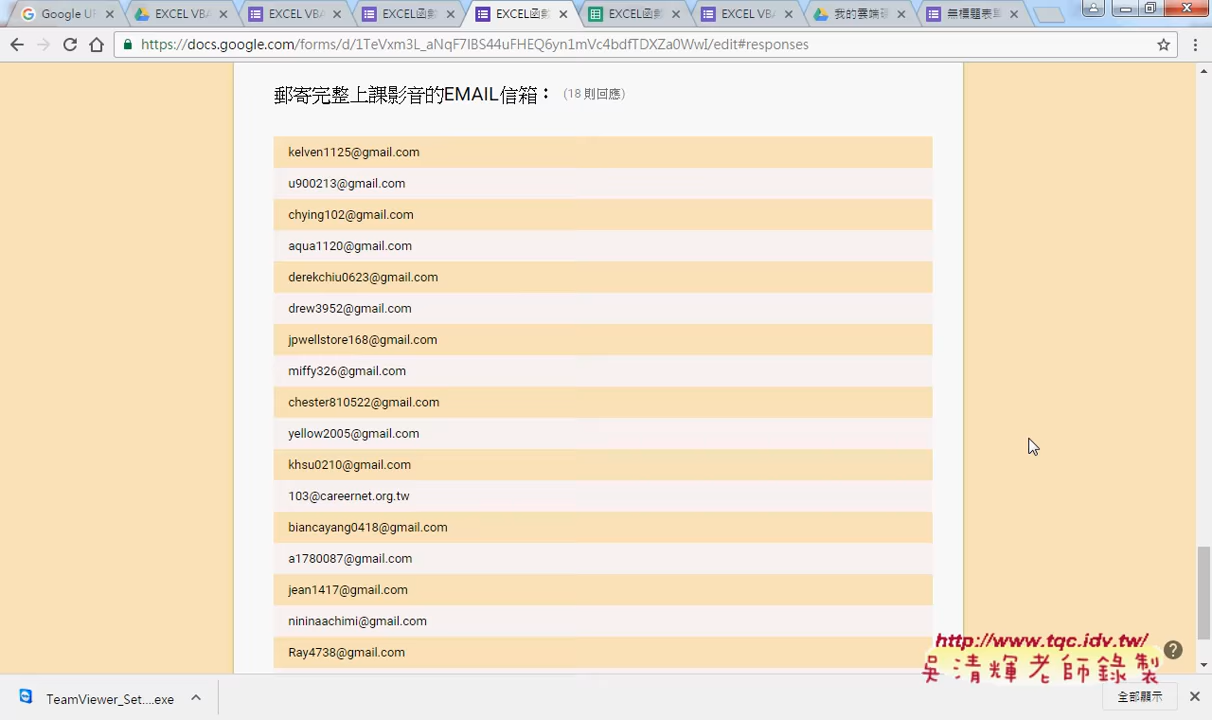 Google UR
EXCEL VBA
EXCEL VBA
EXCEL函數
EXCEL函數
EXCEL函數
EXCEL VBA
我的雲端硬
無標題表單
https://docs.google.com/forms/d/1TeVxm3L_aNqF7IBS44uFHEQ6yn1mVc4bdfTDXZa0WwI/edit#responses
郵寄完整上課影音的EMAIL信箱： (18 則回應)
kelven1125@gmail.com
u900213@gmail.com
chying102@gmail.com
aqua1120@gmail.com
derekchiu0623@gmail.com
drew3952@gmail.com
jpwellstore168@gmail.com
miffy326@gmail.com
chester810522@gmail.com
yellow2005@gmail.com
khsu0210@gmail.com
103@careernet.org.tw
biancayang0418@gmail.com
a1780087@gmail.com
jean1417@gmail.com
nininaachimi@gmail.com
Ray4738@gmail.com
http://www.tqc.idv.tw/
吳清輝老師錄製
TeamViewer_Set....exe
全部顯示